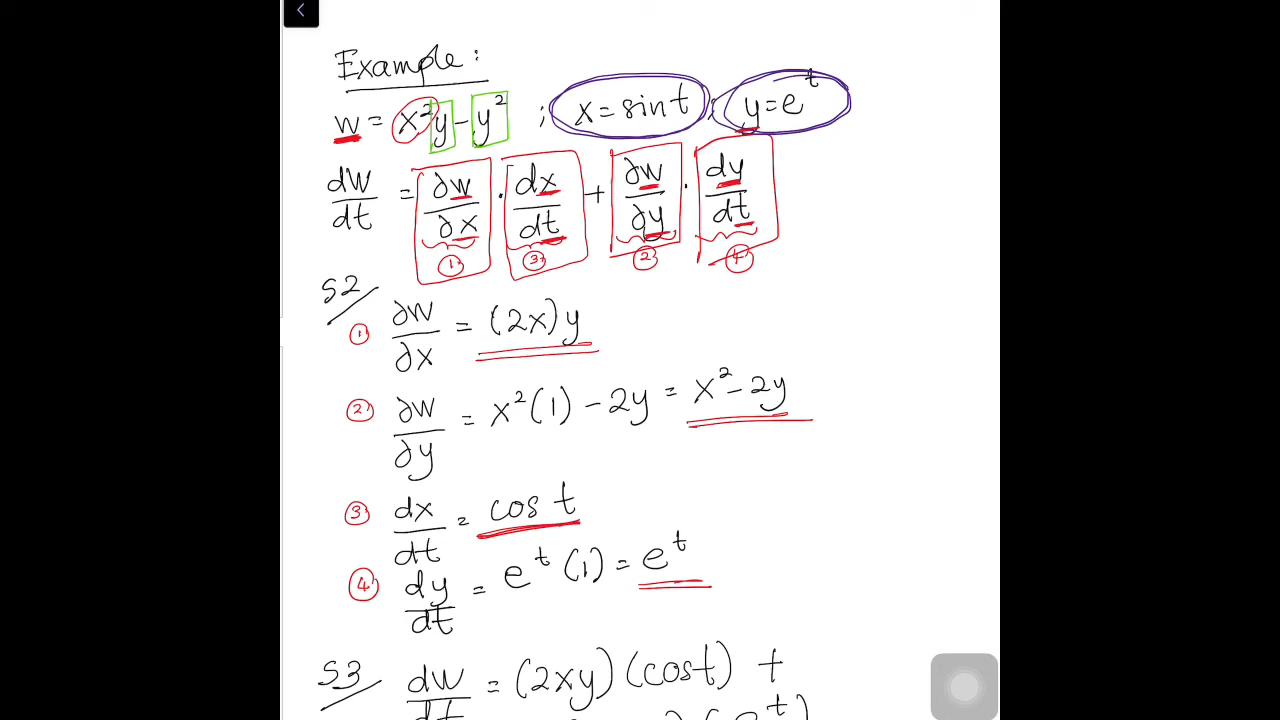 Example:
w = x²y - y² ; x = sin t ; y = e^t
dw/dt = ∂w/∂x · dx/dt + ∂w/∂y · dy/dt
① ③ ② ④
S2
① ∂w/∂x = (2x)y
② ∂w/∂y = x²(1) - 2y = x² - 2y
③ dx/dt = cos t
④ dy/dt = e^t (1) = e^t
S3 dw/dt = (2xy)(cos t) +
(e^t)